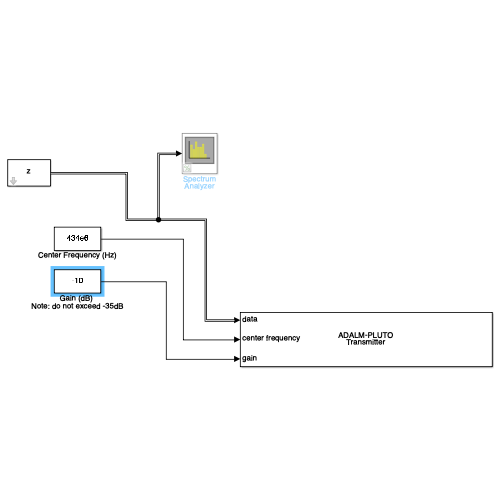 z
Spectrum
Analyzer
431e6
Center Frequency (Hz)
-10
Gain (dB)
Note: do not exceed -35dB
data
center frequency
gain
ADALM-PLUTO
Transmitter